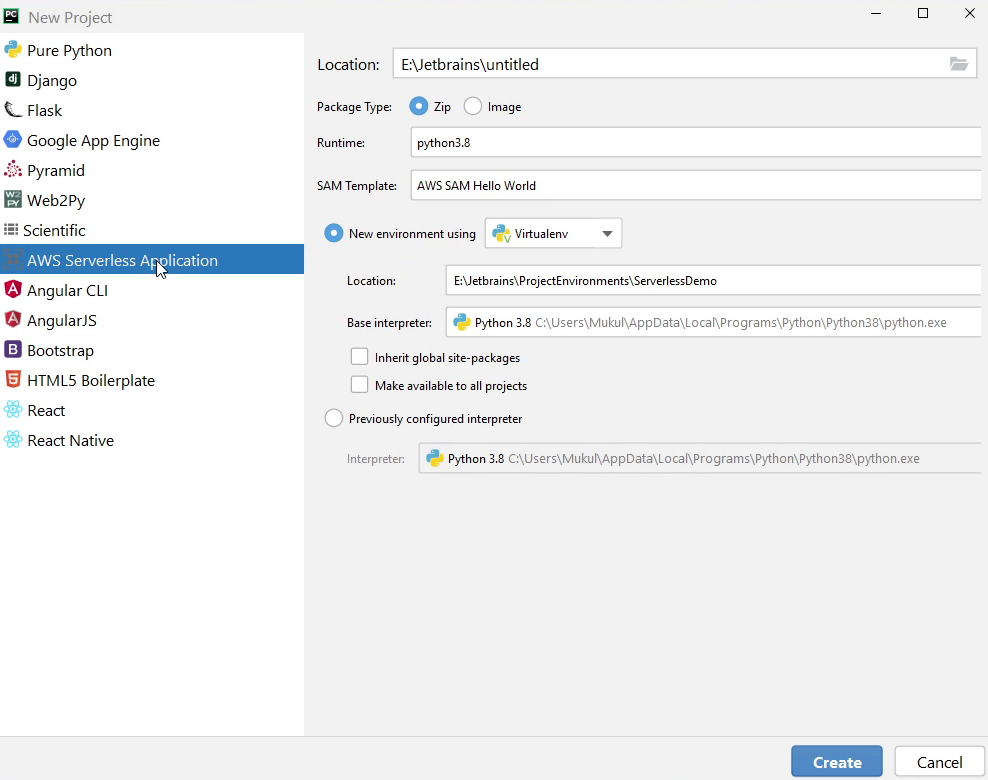 New Project
Pure Python
Django
Flask
Google App Engine
Pyramid
Web2Py
Scientific
AWS Serverless Application
Angular CLI
AngularJS
Bootstrap
HTML5 Boilerplate
React
React Native
Location: E:\Jetbrains\untitled
Package Type: Zip Image
Runtime: python3.8
SAM Template: AWS SAM Hello World
New environment using Virtualenv
Location: E:\Jetbrains\ProjectEnvironments\ServerlessDemo
Base interpreter: Python 3.8 C:\Users\Mukul\AppData\Local\Programs\Python\Python38\python.exe
Inherit global site-packages
Make available to all projects
Previously configured interpreter
Interpreter: Python 3.8 C:\Users\Mukul\AppData\Local\Programs\Python\Python38\python.exe
Create Cancel